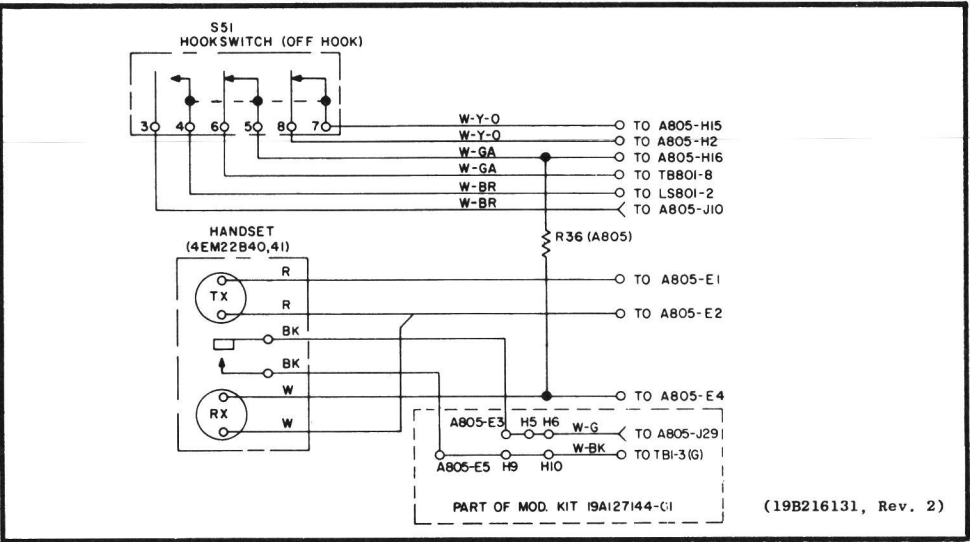 S51
HOOKSWITCH (OFF HOOK)
3 4 6 5 8 7
W-Y-O TO A805-H15
W-Y-O TO A805-H2
W-GA TO A805-H16
W-GA TO TB801-8
W-BR TO LS801-2
W-BR TO A805-J10
HANDSET
(4EM22B40,41)
R36 (A805)
R TO A805-E1
TX
R TO A805-E2
BK
BK
W TO A805-E4
RX
W
A805-E3 H5 H6 W-G TO A805-J29
A805-E5 H9 H10 W-BK TO TB1-3(G)
PART OF MOD. KIT 19A127144-G1
(19B216131, Rev. 2)